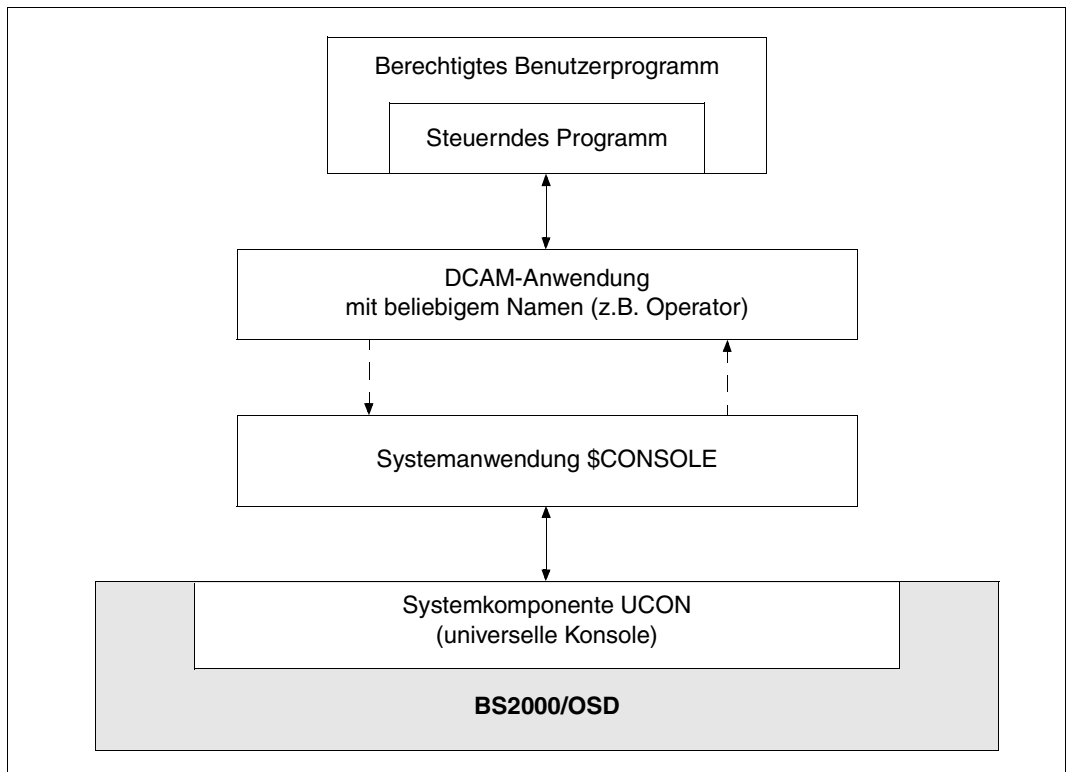 Berechtigtes Benutzerprogramm
Steuerndes Programm
DCAM-Anwendung
mit beliebigem Namen (z.B. Operator)
Systemanwendung $CONSOLE
Systemkomponente UCON
(universelle Konsole)
BS2000/OSD